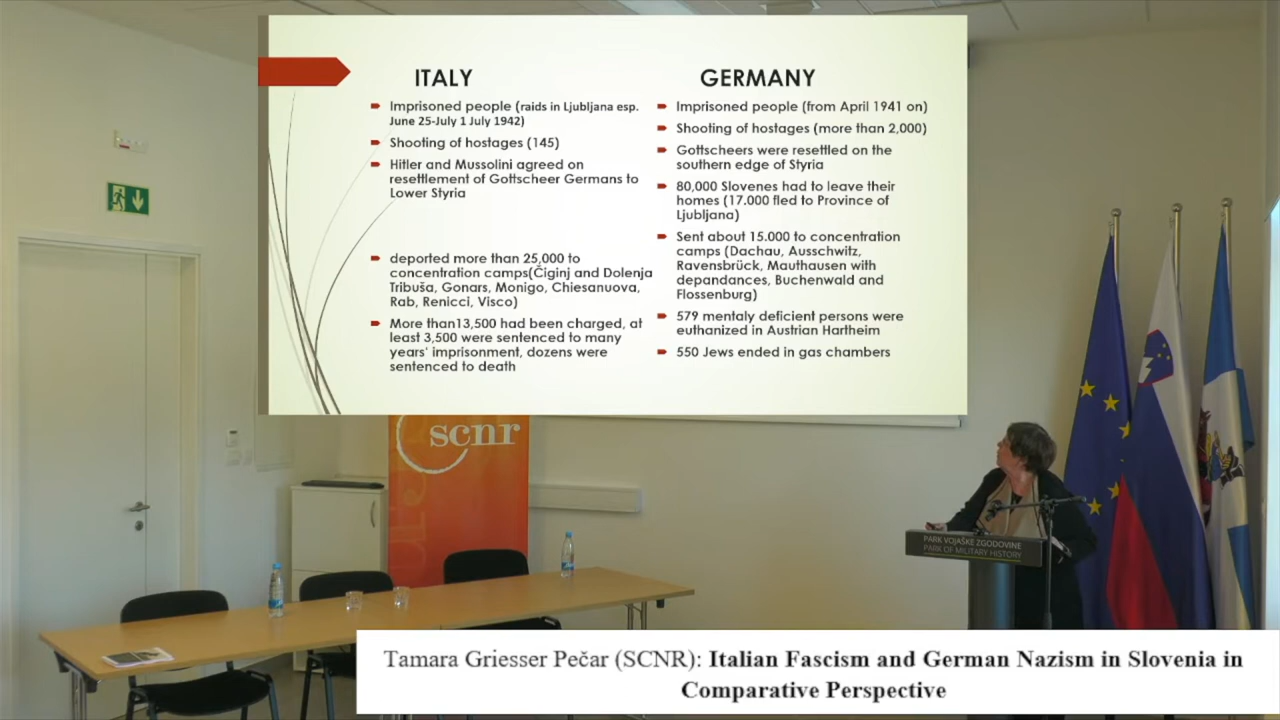 ITALY
Imprisoned people (raids in Ljubljana esp.
June 25-July 1 July 1942)
Shooting of hostages (145)
Hitler and Mussolini agreed on
resettlement of Gottscheer Germans to
Lower Styria
deported more than 25,000 to
concentration camps(Čiginj and Dolenja
Tribuša, Gonars, Monigo, Chiesanuova,
Rab, Renicci, Visco)
More than13,500 had been charged, at
least 3,500 were sentenced to many
years' imprisonment, dozens were
sentenced to death
GERMANY
Imprisoned people (from April 1941 on)
Shooting of hostages (more than 2,000)
Gottscheers were resettled on the
southern edge of Styria
80,000 Slovenes had to leave their
homes (17.000 fled to Province of
Ljubljana)
Sent about 15.000 to concentration
camps (Dachau, Ausschwitz,
Ravensbrück, Mauthausen with
depandances, Buchenwald and
Flossenburg)
579 mentaly deficient persons were
euthanized in Austrian Hartheim
550 Jews ended in gas chambers
scnr
PARK VOJAŠKE ZGODOVINE
PARK OF MILITARY HISTORY
Tamara Griesser Pečar (SCNR): Italian Fascism and German Nazism in Slovenia in
Comparative Perspective